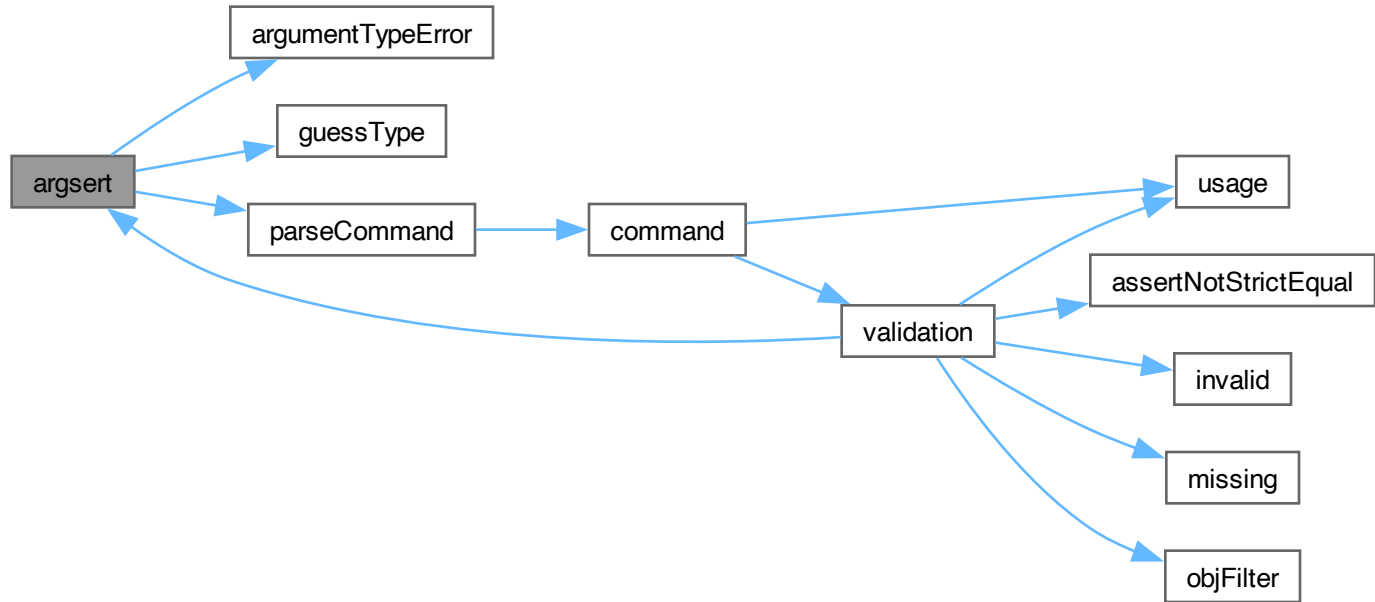 argumentTypeError
guessType
argsert
parseCommand
command
usage
assertNotStrictEqual
validation
invalid
missing
objFilter